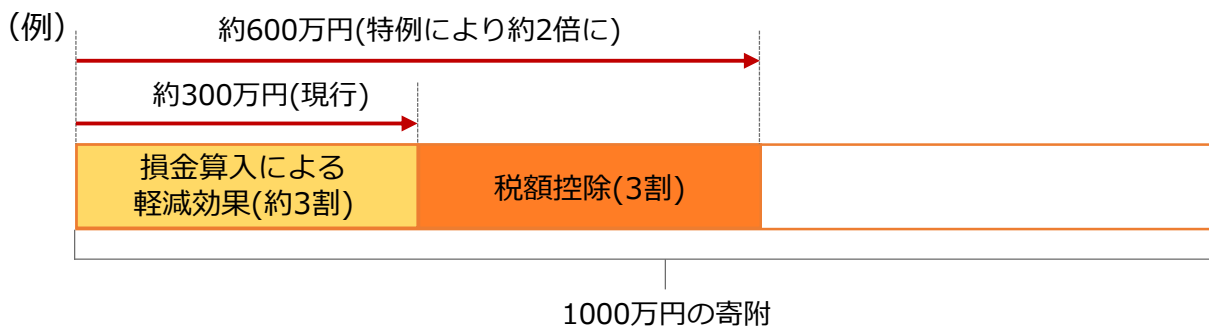 (例)
約600万円(特例により約2倍に)
約300万円(現行)
損金算入による
軽減効果(約3割)
税額控除(3割)
1000万円の寄附